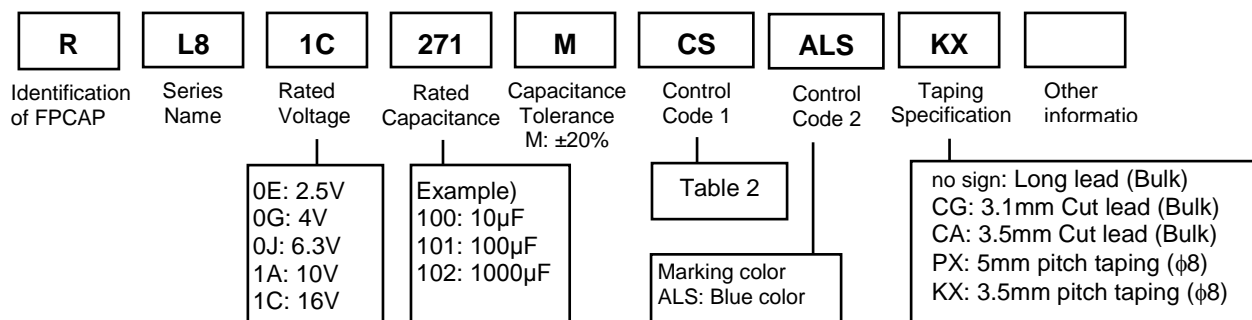 R L8 1C 271 M CS ALS KX
Identification of FPCAP
Series Name
Rated Voltage
Rated Capacitance
Capacitance Tolerance
M: ±20%
Control Code 1
Control Code 2
Taping Specification
Other informatio
0E: 2.5V
0G: 4V
0J: 6.3V
1A: 10V
1C: 16V
Example)
100: 10µF
101: 100µF
102: 1000µF
Table 2
Marking color
ALS: Blue color
no sign: Long lead (Bulk)
CG: 3.1mm Cut lead (Bulk)
CA: 3.5mm Cut lead (Bulk)
PX: 5mm pitch taping (ϕ8)
KX: 3.5mm pitch taping (ϕ8)